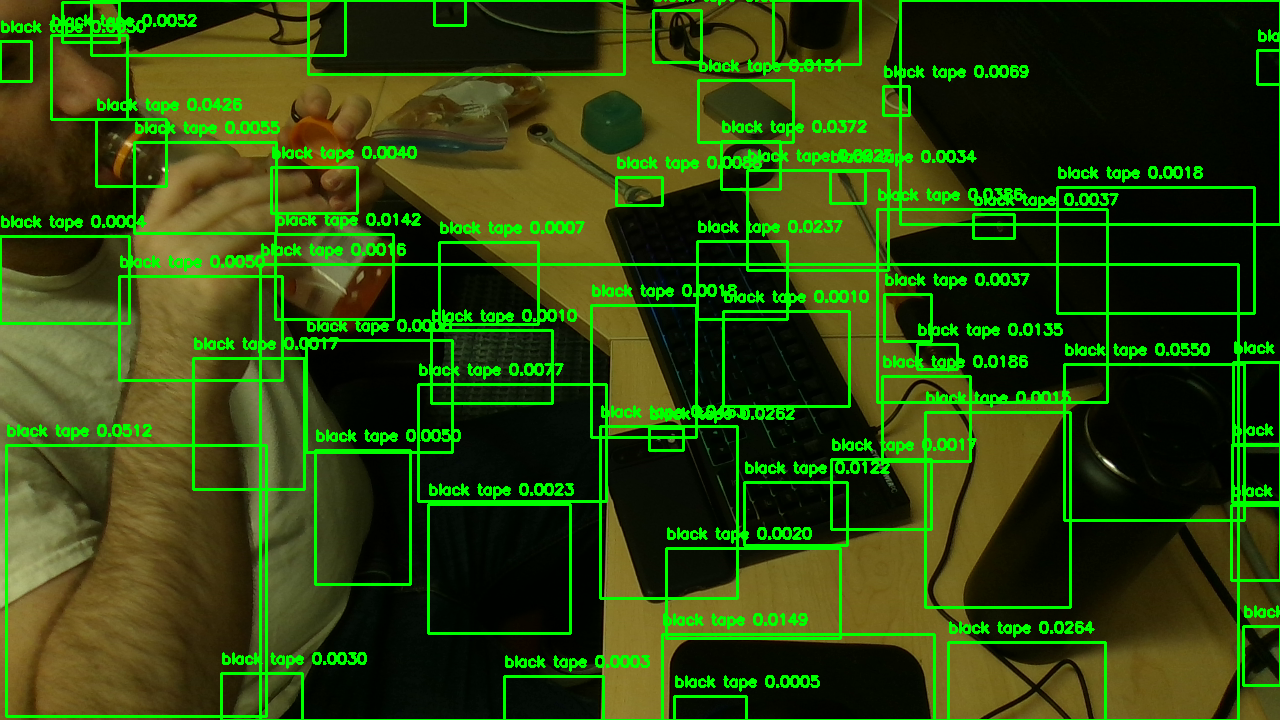 black tape 0.0052
black tape 0.0151
black tape 0.0069
black tape 0.0426
black tape 0.0055
black tape 0.0372
black tape 0.0040
black tape 0.0034
black tape 0.0018
black tape 0.0037
black tape 0.0004
black tape 0.0142
black tape 0.0007
black tape 0.0237
black tape 0.0016
black tape 0.0050
black tape 0.0037
black tape 0.0018
black tape 0.0010
black tape 0.0010
black tape 0.0135
black tape 0.0017
black tape 0.0550
black
black tape 0.0186
black tape 0.0077
black tape 0.0015
black tape 0.0262
black tape 0.0512
black tape 0.0050
black
black tape 0.0017
black tape 0.0122
black tape 0.0023
black
black tape 0.0020
black tape 0.0149
black tape 0.0264
black tape 0.0030
black tape 0.0003
black tape 0.0005